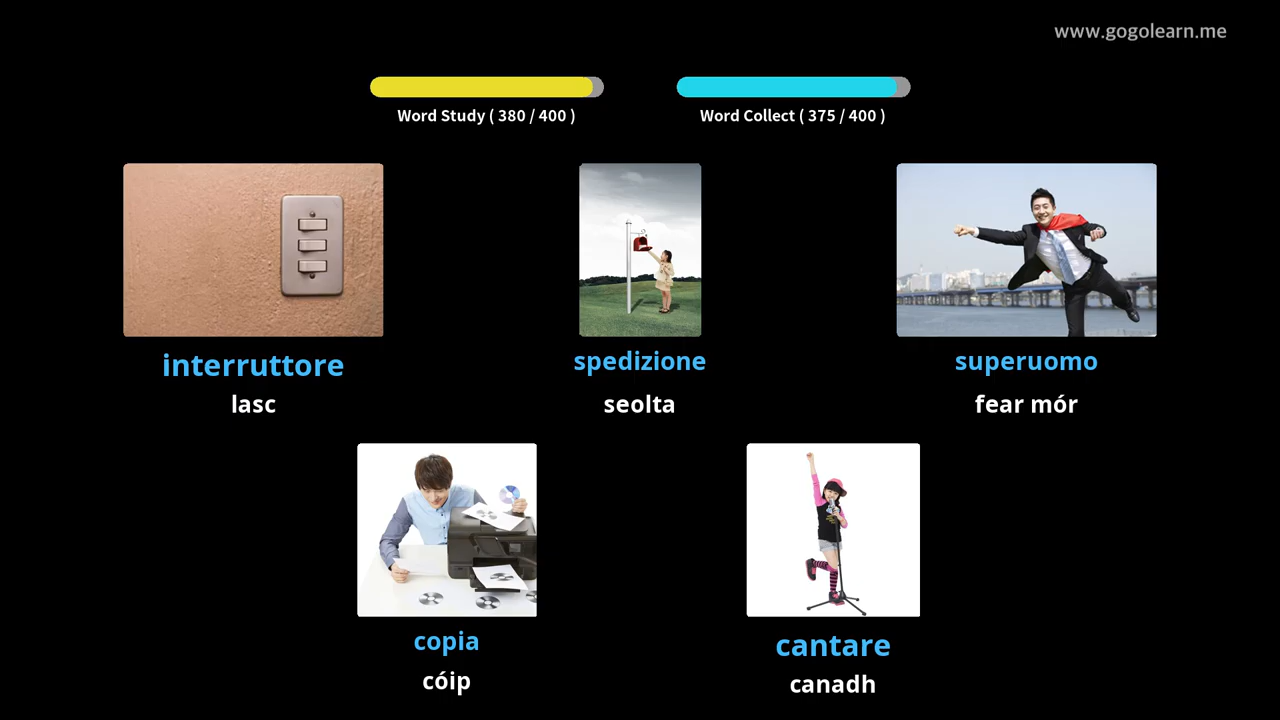 www.gogolearn.me
Word Study ( 380 / 400 )
Word Collect ( 375 / 400 )
interruttore
lasc
spedizione
seolta
superuomo
fear mór
copia
cóip
cantare
canadh